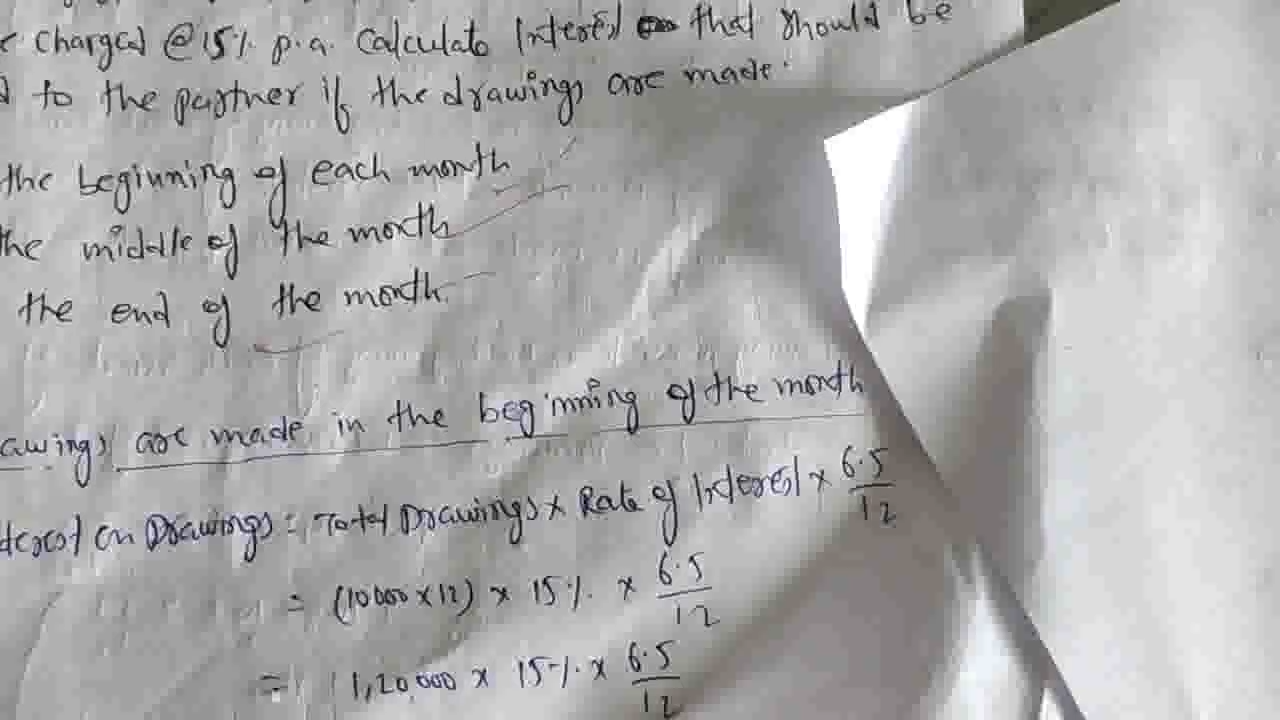 charged @ 15% p.a. Calculate Interest that should be
to the partner if the drawings are made.
the beginning of each month
the middle of the month
the end of the month.
awings are made in the beginning of the month
terest on Drawings = Total Drawings x Rate of Interest x 6.5/12
= (10000 x 12) x 15% x 6.5/12
= 1,20,000 x 15% x 6.5/12